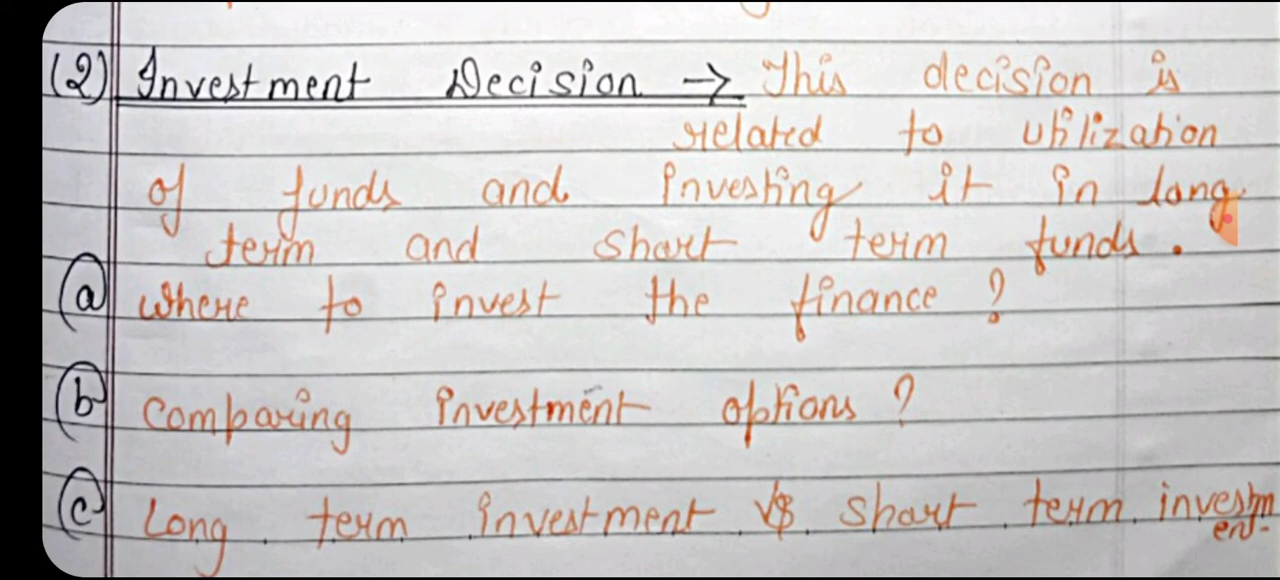 (2) Investment Decision → This decision is
related to utilization
of funds and investing it in long
term and short term funds.
(a) where to invest the finance ?
(b) Comparing investment options ?
(c) Long term investment V$ short term investm
ent